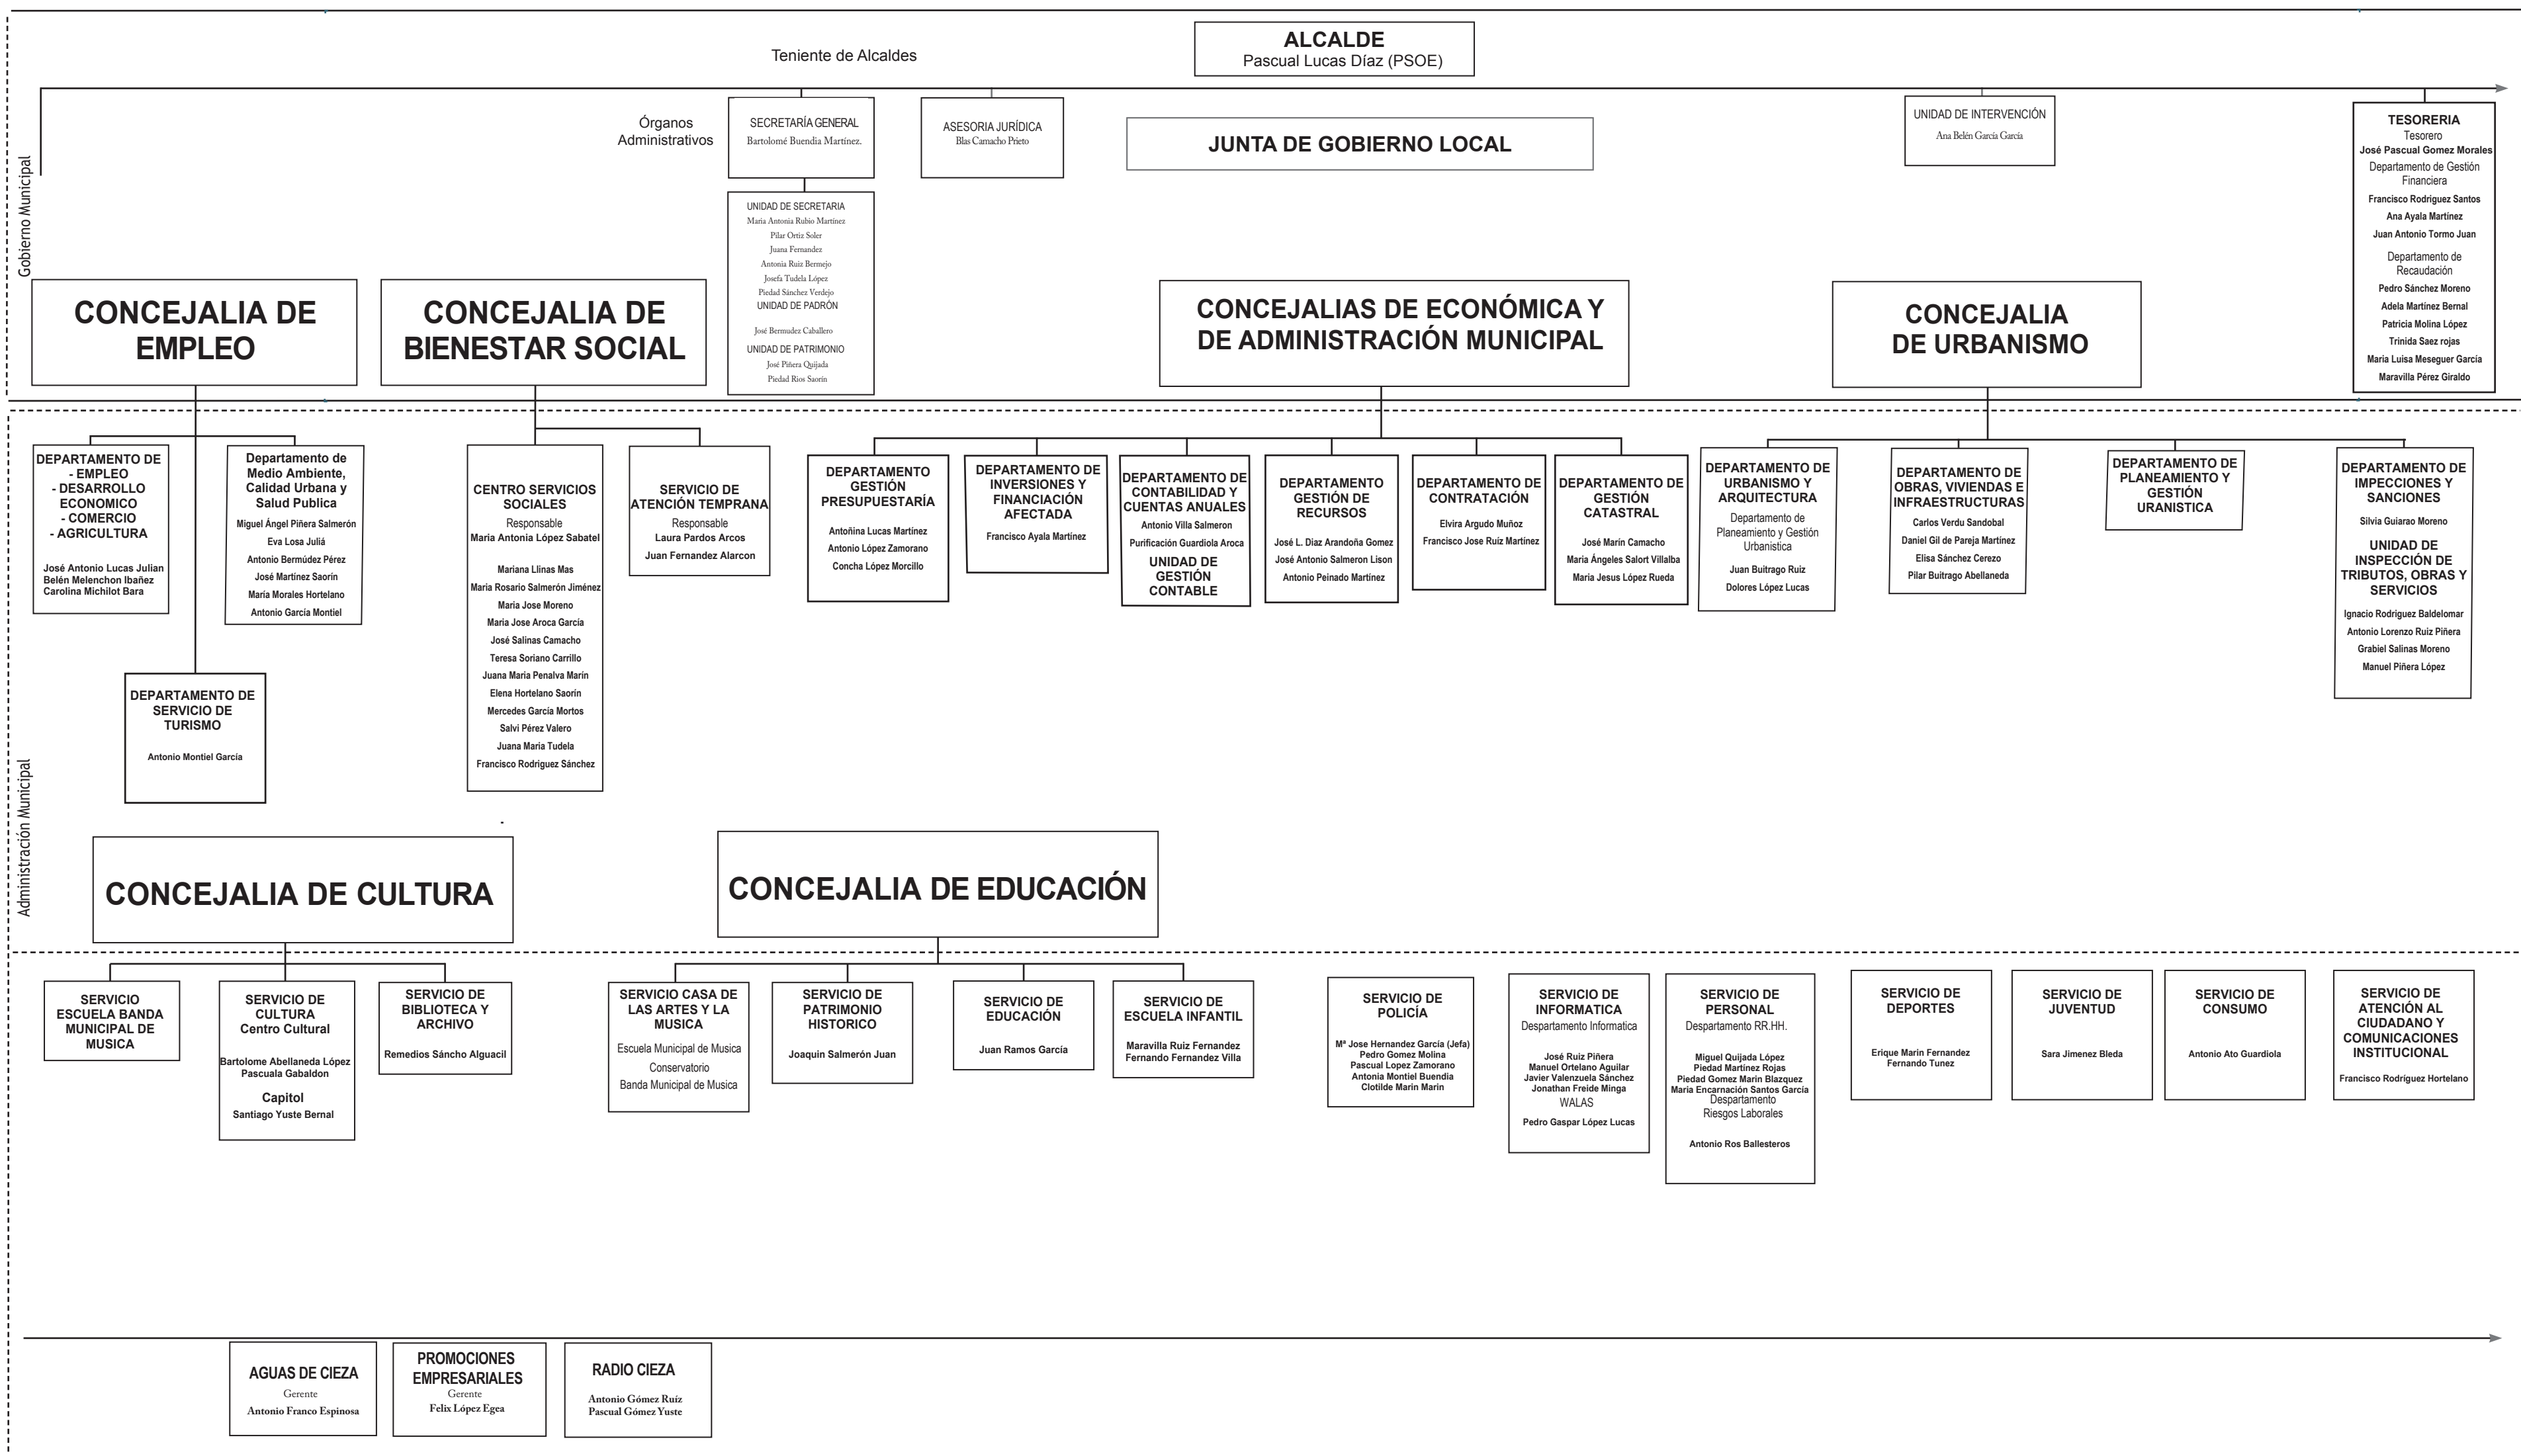 ALCALDE
Pascual Lucas Díaz (PSOE)
Teniente de Alcaldes
Gobierno Municipal
Órganos
Administrativos
SECRETARÍA GENERAL
Bartolomé Buendia Martínez.
ASESORIA JURÍDICA
Blas Camacho Prieto
JUNTA DE GOBIERNO LOCAL
UNIDAD DE INTERVENCIÓN
Ana Belén García García
TESORERIA
Tesorero
José Pascual Gomez Morales
Departamento de Gestión
Financiera
Francisco Rodriguez Santos
Ana Ayala Martínez
Juan Antonio Tormo Juan
Departamento de
Recaudación
Pedro Sánchez Moreno
Adela Martínez Bernal
Patricia Molina López
Trinida Saez rojas
Maria Luisa Meseguer García
Maravilla Pérez Giraldo
UNIDAD DE SECRETARIA
Maria Antonia Rubio Martínez
Pilar Ortiz Soler
Juana Fernandez
Antonia Ruiz Bermejo
Josefa Tudela López
Piedad Sánchez Verdejo
UNIDAD DE PADRÓN
José Bermudez Caballero
UNIDAD DE PATRIMONIO
José Piñera Quijada
Piedad Rios Saorín
CONCEJALIA DE
EMPLEO
CONCEJALIA DE
BIENESTAR SOCIAL
CONCEJALIAS DE ECONÓMICA Y
DE ADMINISTRACIÓN MUNICIPAL
CONCEJALIA
DE URBANISMO
Administración Municipal
DEPARTAMENTO DE
- EMPLEO
- DESARROLLO
ECONOMICO
- COMERCIO
- AGRICULTURA
José Antonio Lucas Julian
Belén Melenchon Ibañez
Carolina Michilot Bara
Departamento de
Medio Ambiente,
Calidad Urbana y
Salud Publica
Miguel Ángel Piñera Salmerón
Eva Losa Juliá
Antonio Bermúdez Pérez
José Martínez Saorín
María Morales Hortelano
Antonio García Montiel
DEPARTAMENTO DE
SERVICIO DE
TURISMO
Antonio Montiel García
CENTRO SERVICIOS
SOCIALES
Responsable
Maria Antonia López Sabatel
Mariana Llinas Mas
Maria Rosario Salmerón Jiménez
Maria Jose Moreno
Maria Jose Aroca García
José Salinas Camacho
Teresa Soriano Carrillo
Juana Maria Penalva Marín
Elena Hortelano Saorín
Mercedes García Mortos
Salvi Pérez Valero
Juana Maria Tudela
Francisco Rodriguez Sánchez
SERVICIO DE
ATENCIÓN TEMPRANA
Responsable
Laura Pardos Arcos
Juan Fernandez Alarcon
DEPARTAMENTO
GESTIÓN
PRESUPUESTARÍA
Antoñina Lucas Martínez
Antonio López Zamorano
Concha López Morcillo
DEPARTAMENTO DE
INVERSIONES Y
FINANCIACIÓN
AFECTADA
Francisco Ayala Martínez
DEPARTAMENTO DE
CONTABILIDAD Y
CUENTAS ANUALES
Antonio Villa Salmeron
Purificación Guardiola Aroca
UNIDAD DE
GESTIÓN
CONTABLE
DEPARTAMENTO
GESTIÓN DE
RECURSOS
José L. Diaz Arandoña Gomez
José Antonio Salmeron Lison
Antonio Peinado Martínez
DEPARTAMENTO DE
CONTRATACIÓN
Elvira Argudo Muñoz
Francisco Jose Ruíz Martínez
DEPARTAMENTO DE
GESTIÓN
CATASTRAL
José Marín Camacho
Maria Ángeles Salort Villalba
Maria Jesus López Rueda
DEPARTAMENTO DE
URBANISMO Y
ARQUITECTURA
Departamento de
Planeamiento y Gestión
Urbanistica
Juan Buitrago Ruiz
Dolores López Lucas
DEPARTAMENTO DE
OBRAS, VIVIENDAS E
INFRAESTRUCTURAS
Carlos Verdu Sandobal
Daniel Gil de Pareja Martínez
Elisa Sánchez Cerezo
Pilar Buitrago Abellaneda
DEPARTAMENTO DE
PLANEAMIENTO Y
GESTIÓN
URANISTICA
DEPARTAMENTO DE
IMPECCIONES Y
SANCIONES
Silvia Guiarao Moreno
UNIDAD DE
INSPECCIÓN DE
TRIBUTOS, OBRAS Y
SERVICIOS
Ignacio Rodriguez Baldelomar
Antonio Lorenzo Ruiz Piñera
Grabiel Salinas Moreno
Manuel Piñera López
CONCEJALIA DE CULTURA
CONCEJALIA DE EDUCACIÓN
SERVICIO
ESCUELA BANDA
MUNICIPAL DE
MUSICA
SERVICIO DE
CULTURA
Centro Cultural
Bartolome Abellaneda López
Pascuala Gabaldon
Capitol
Santiago Yuste Bernal
SERVICIO DE
BIBLIOTECA Y
ARCHIVO
Remedios Sáncho Alguacil
SERVICIO CASA DE
LAS ARTES Y LA
MUSICA
Escuela Municipal de Musica
Conservatorio
Banda Municipal de Musica
SERVICIO DE
PATRIMONIO
HISTORICO
Joaquin Salmerón Juan
SERVICIO DE
EDUCACIÓN
Juan Ramos García
SERVICIO DE
ESCUELA INFANTIL
Maravilla Ruiz Fernandez
Fernando Fernandez Villa
SERVICIO DE
POLICÍA
Mª Jose Hernandez García (Jefa)
Pedro Gomez Molina
Pascual Lopez Zamorano
Antonia Montiel Buendia
Clotilde Marin Marin
SERVICIO DE
INFORMATICA
Despartamento Informatica
José Ruiz Piñera
Manuel Ortelano Aguilar
Javier Valenzuela Sánchez
Jonathan Freide Minga
WALAS
Pedro Gaspar López Lucas
SERVICIO DE
PERSONAL
Despartamento RR.HH.
Miguel Quijada López
Piedad Martínez Rojas
Piedad Gomez Marin Blazquez
Maria Encarnación Santos García
Despartamento
Riesgos Laborales
Antonio Ros Ballesteros
SERVICIO DE
DEPORTES
Erique Marin Fernandez
Fernando Tunez
SERVICIO DE
JUVENTUD
Sara Jimenez Bleda
SERVICIO DE
CONSUMO
Antonio Ato Guardiola
SERVICIO DE
ATENCIÓN AL
CIUDADANO Y
COMUNICACIONES
INSTITUCIONAL
Francisco Rodríguez Hortelano
AGUAS DE CIEZA
Gerente
Antonio Franco Espinosa
PROMOCIONES
EMPRESARIALES
Gerente
Felix López Egea
RADIO CIEZA
Antonio Gómez Ruíz
Pascual Gómez Yuste